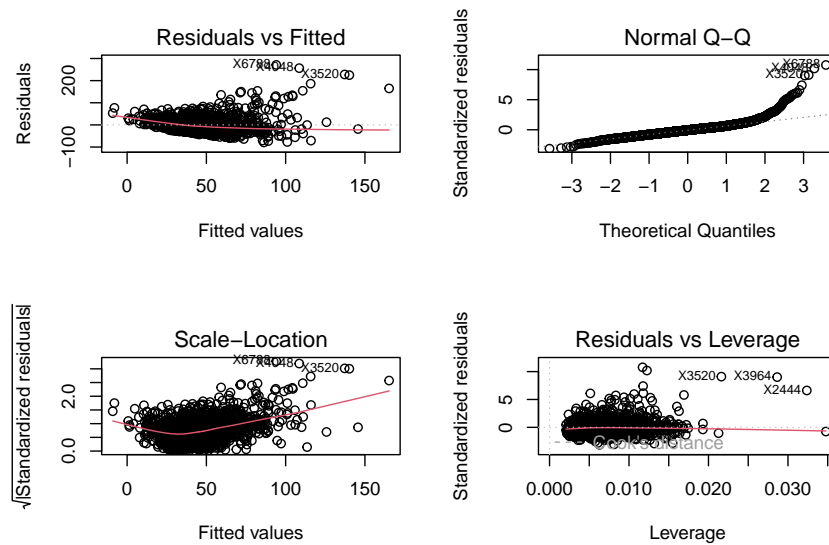 Residuals vs Fitted
Residuals
−100
200
X6788
X4048
X3520
0
50
100
150
Fitted values
Normal Q−Q
Standardized residuals
0
5
X6788
X3520
−3
−2
−1
0
1
2
3
Theoretical Quantiles
Scale−Location
√|Standardized residuals|
0.0
2.0
X6788
X4048
X3520
0
50
100
150
Fitted values
Residuals vs Leverage
Standardized residuals
0
5
X3520
X3964
X2444
Cook's distance
0.000
0.010
0.020
0.030
Leverage